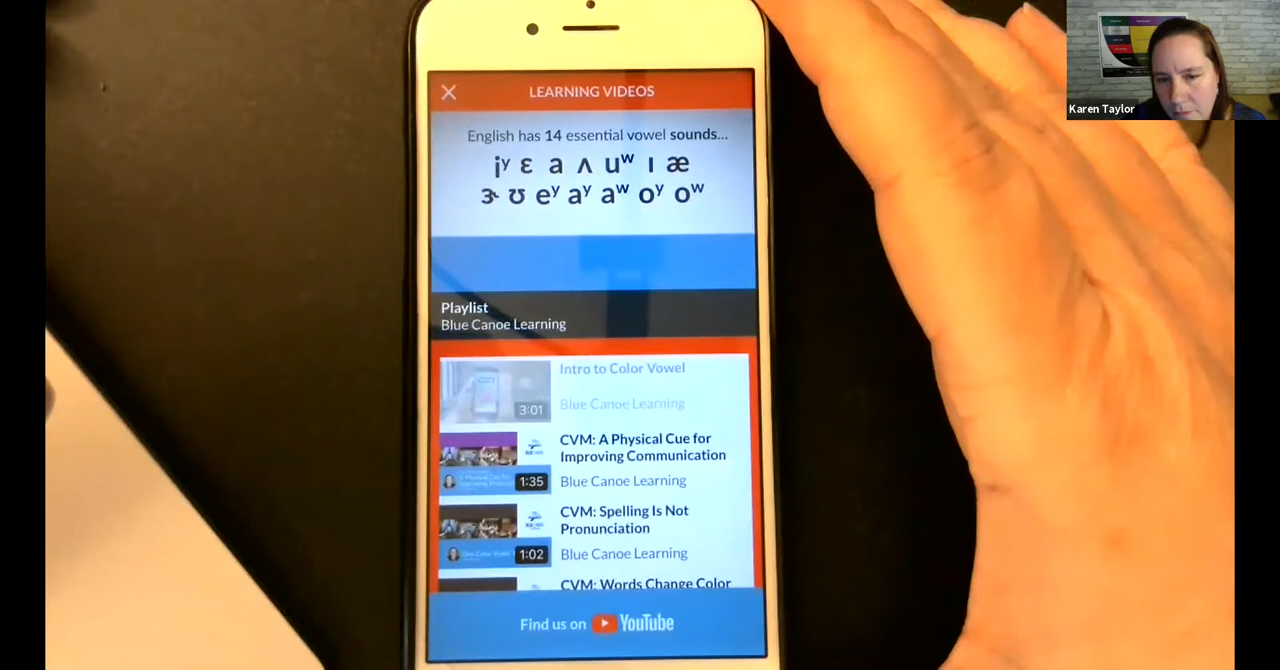 LEARNING VIDEOS
English has 14 essential vowel sounds...
iʸ ɛ a ʌ uʷ ɪ æ
ɝ ʊ eʸ aʸ aʷ oʸ oʷ
Playlist
Blue Canoe Learning
Intro to Color Vowel
Blue Canoe Learning
3:01
CVM: A Physical Cue for
Improving Communication
Blue Canoe Learning
1:35
CVM: Spelling Is Not
Pronunciation
Blue Canoe Learning
1:02
CVM: Words Change Color
Find us on YouTube
Karen Taylor